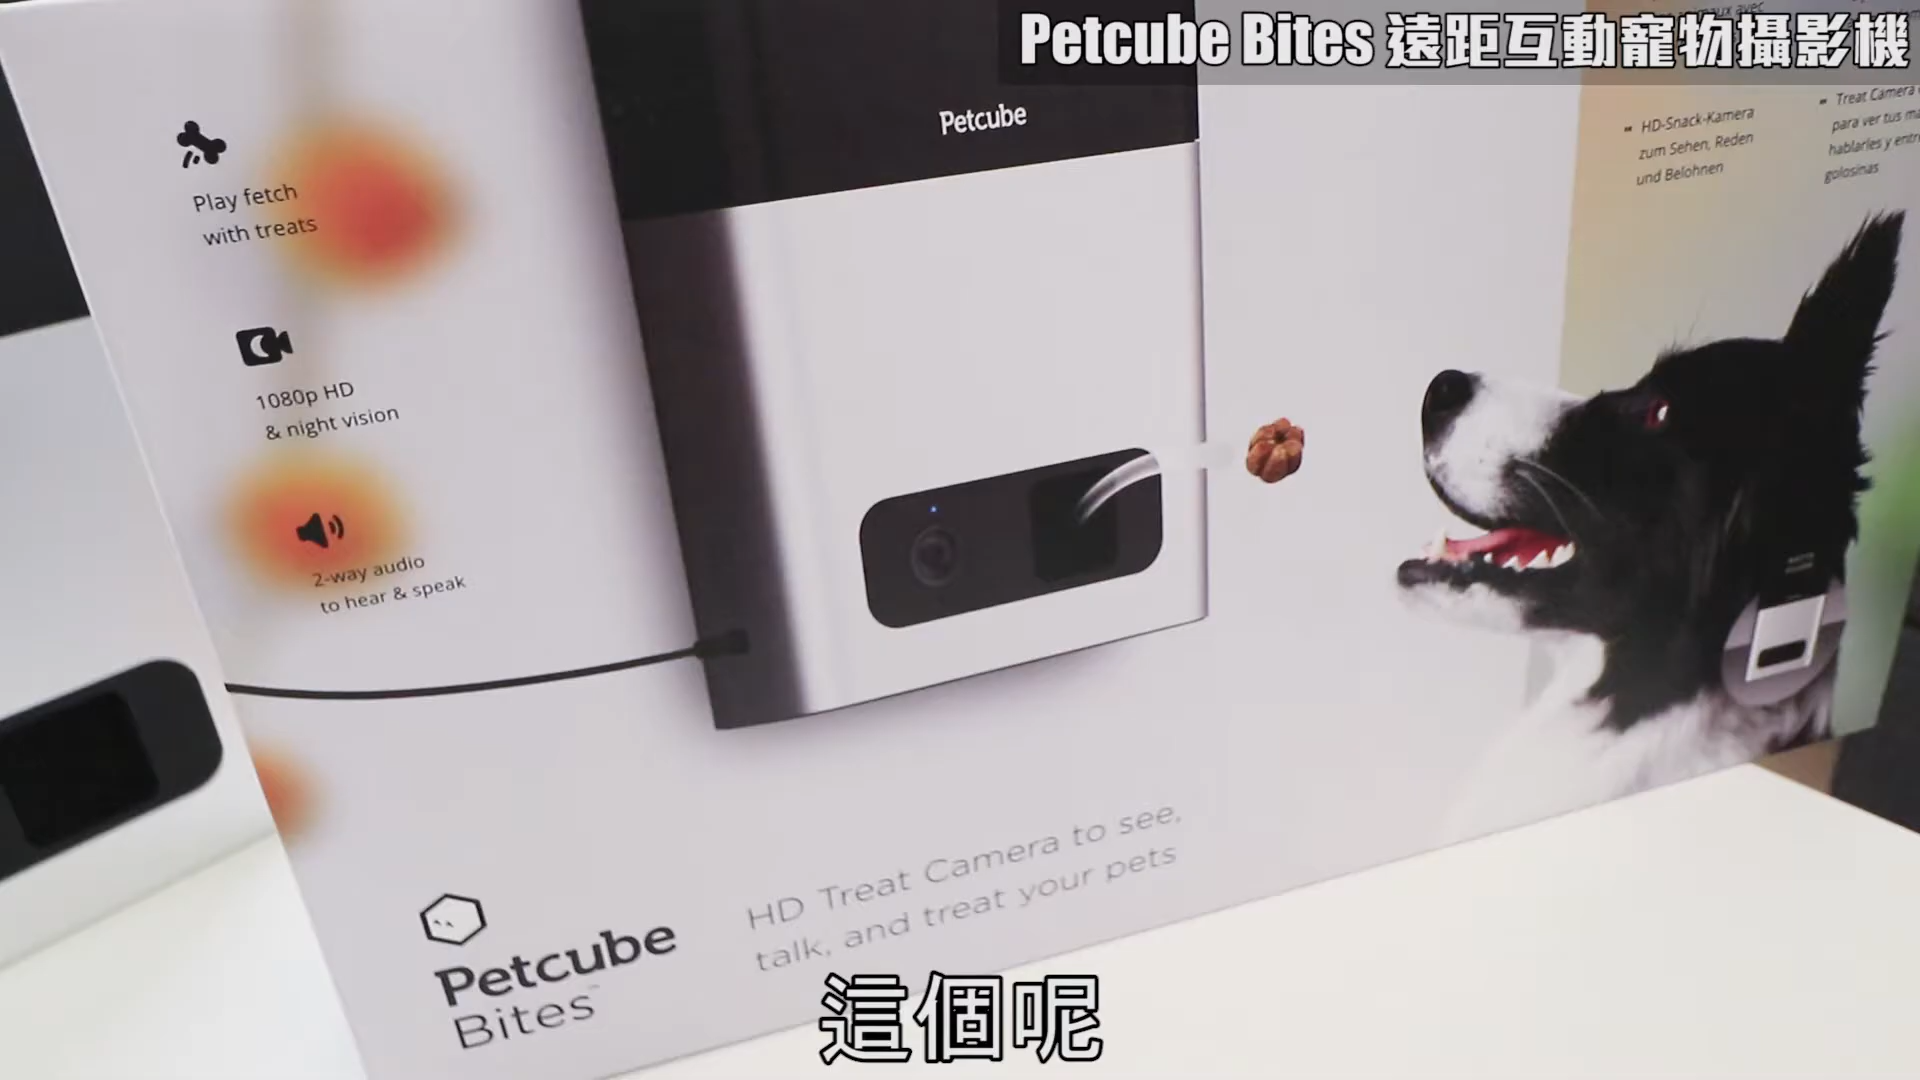 Petcube Bites 遠距互動寵物攝影機
Petcube
Play fetch
with treats
1080p HD
& night vision
2-way audio
to hear & speak
HD-Snack-Kamera
zum Sehen, Reden
und Belohnen
Treat Camera
para ver tus
hablarles y
golosinas
Petcube
Bites
HD Treat Camera to see,
talk, and treat your pets
這個呢